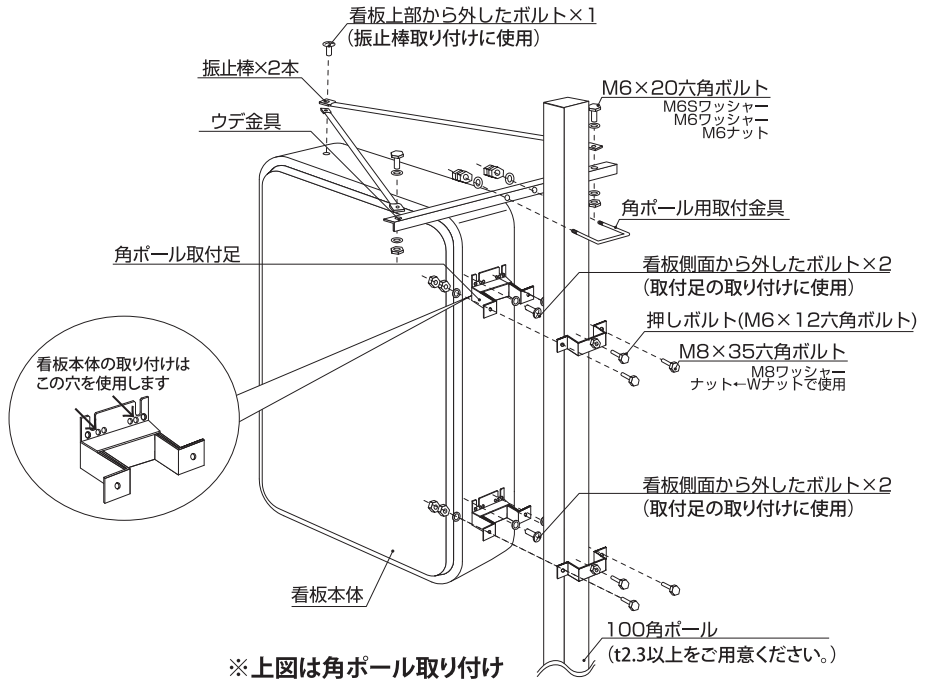 看板上部から外したボルト×1
(振止棒取り付けに使用)
振止棒×2本
M6×20六角ボルト
M6Sワッシャー
M6ワッシャー
M6ナット
ウデ金具
角ポール用取付金具
角ポール取付足
看板側面から外したボルト×2
(取付足の取り付けに使用)
押しボルト(M6×12六角ボルト)
M8×35六角ボルト
M8ワッシャー
ナット←Wナットで使用
看板本体の取り付けは
この穴を使用します
看板側面から外したボルト×2
(取付足の取り付けに使用)
看板本体
100角ポール
(t2.3以上をご用意ください。)
※上図は角ポール取り付け